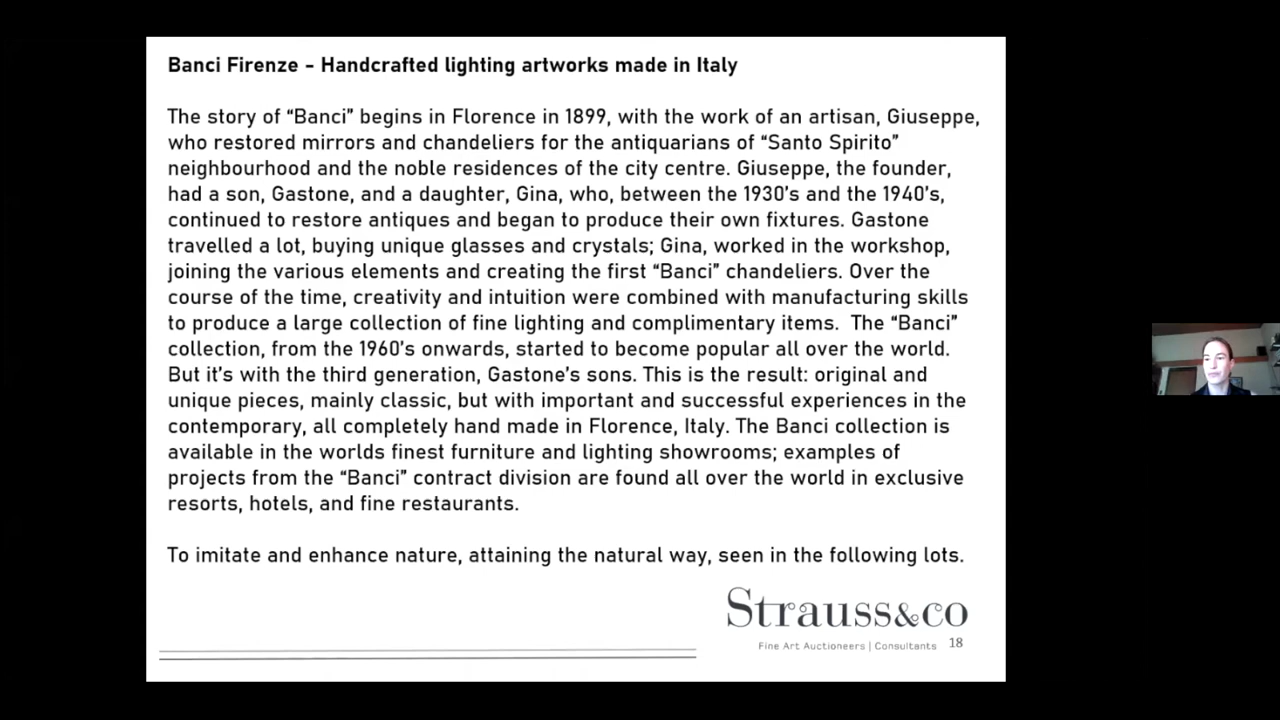 Banci Firenze - Handcrafted lighting artworks made in Italy
The story of “Banci” begins in Florence in 1899, with the work of an artisan, Giuseppe,
who restored mirrors and chandeliers for the antiquarians of “Santo Spirito”
neighbourhood and the noble residences of the city centre. Giuseppe, the founder,
had a son, Gastone, and a daughter, Gina, who, between the 1930’s and the 1940’s,
continued to restore antiques and began to produce their own fixtures. Gastone
travelled a lot, buying unique glasses and crystals; Gina, worked in the workshop,
joining the various elements and creating the first “Banci” chandeliers. Over the
course of the time, creativity and intuition were combined with manufacturing skills
to produce a large collection of fine lighting and complimentary items. The “Banci”
collection, from the 1960’s onwards, started to become popular all over the world.
But it’s with the third generation, Gastone’s sons. This is the result: original and
unique pieces, mainly classic, but with important and successful experiences in the
contemporary, all completely hand made in Florence, Italy. The Banci collection is
available in the worlds finest furniture and lighting showrooms; examples of
projects from the “Banci” contract division are found all over the world in exclusive
resorts, hotels, and fine restaurants.
To imitate and enhance nature, attaining the natural way, seen in the following lots.
Strauss&co
Fine Art Auctioneers | Consultants 18